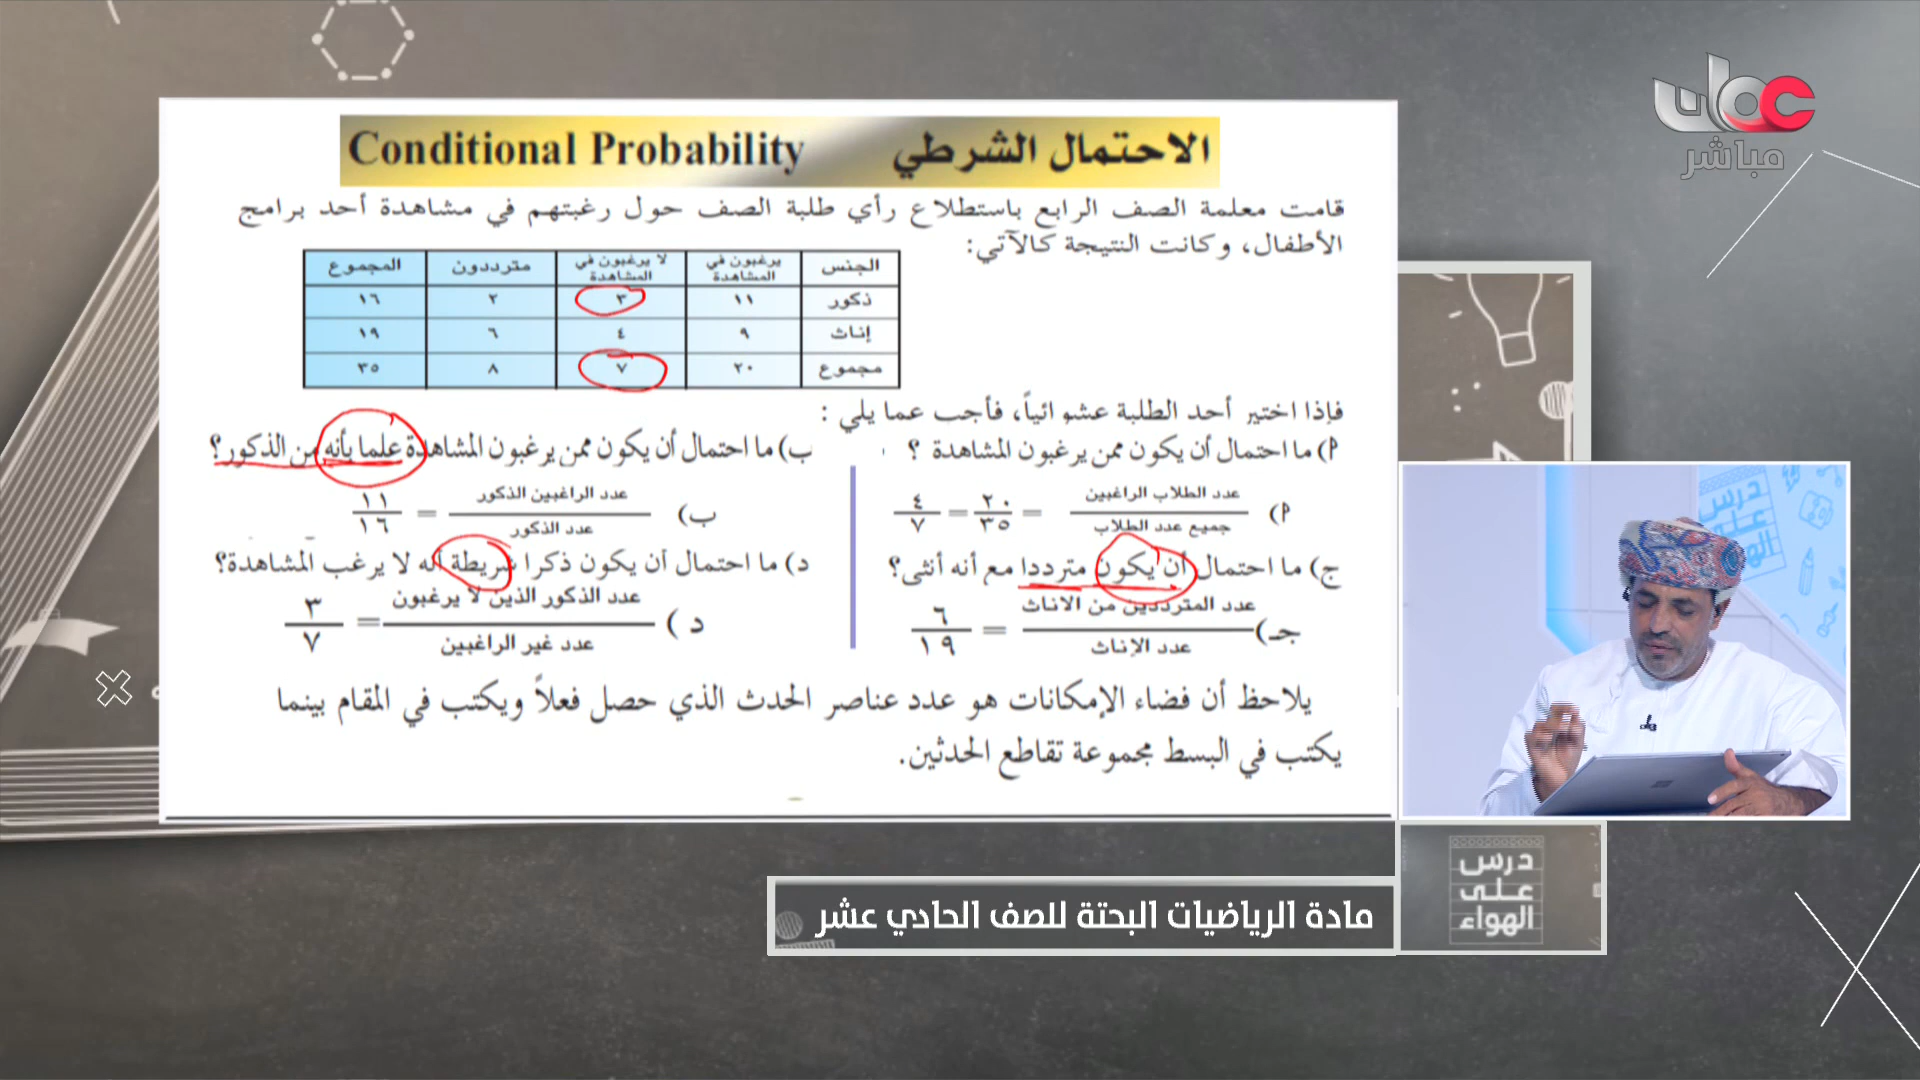 الاحتمال الشرطي Conditional Probability
قامت معلمة الصف الرابع باستطلاع رأي طلبة الصف حول رغبتهم في مشاهدة أحد برامج
الأطفال، وكانت النتيجة كالآتي:
الجنس يرغبون في المشاهدة لا يرغبون في المشاهدة مترددون المجموع
ذكور ١١ ٣ ٢ ١٦
إناث ٩ ٤ ٦ ١٩
مجموع ٢٠ ٧ ٨ ٣٥
فإذا اختير أحد الطلبة عشوائياً، فأجب عما يلي :
أ) ما احتمال أن يكون ممن يرغبون المشاهدة ؟
ب) ما احتمال أن يكون ممن يرغبون المشاهدة علما بأنه من الذكور؟
أ) عدد الطلاب الراغبين / جميع عدد الطلاب = ٢٠ / ٣٥ = ٤ / ٧
ب) عدد الراغبين الذكور / عدد الذكور = ١١ / ١٦
ج) ما احتمال أن يكون مترددا مع أنه أنثى؟
د) ما احتمال أن يكون ذكرا شريطة أنه لا يرغب المشاهدة؟
جـ) عدد المترددين من الاناث / عدد الإناث = ٦ / ١٩
د ) عدد الذكور الذين لا يرغبون / عدد غير الراغبين = ٣ / ٧
يلاحظ أن فضاء الإمكانات هو عدد عناصر الحدث الذي حصل فعلاً ويكتب في المقام بينما
يكتب في البسط مجموعة تقاطع الحدثين.
عمان
مباشر
درس
على
الهواء
مادة الرياضيات البحتة للصف الحادي عشر
درس
على
الهواء